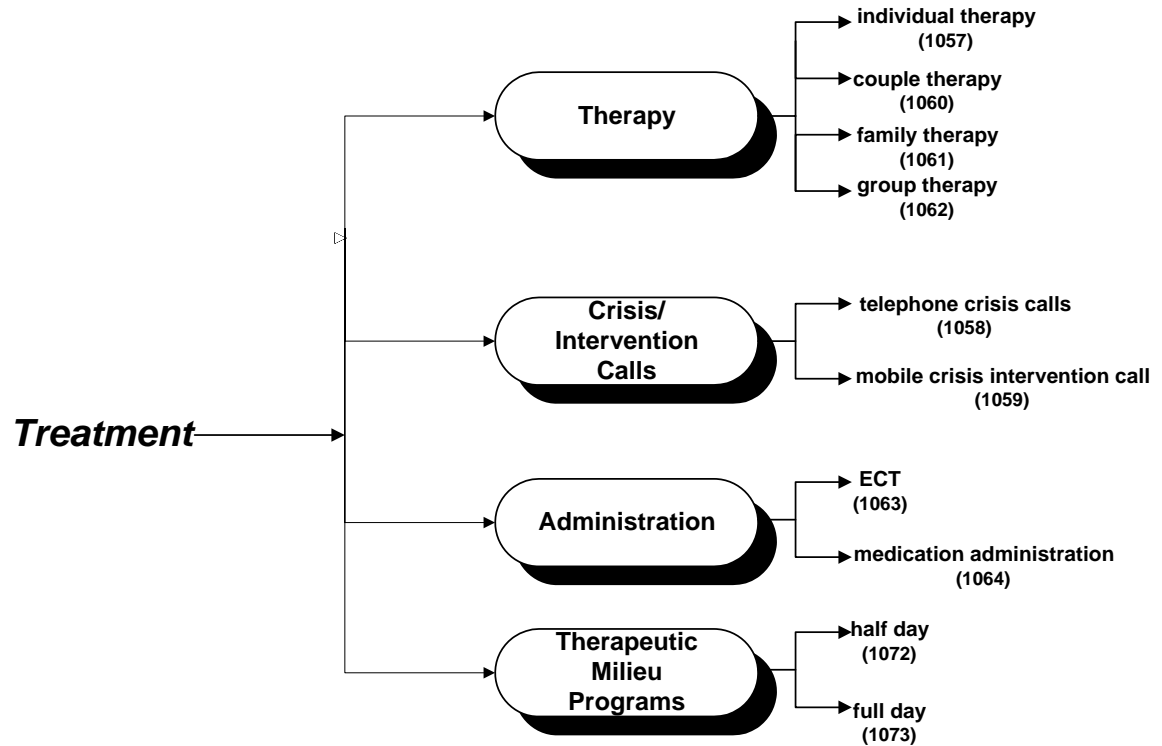 Treatment
Therapy
individual therapy
(1057)
couple therapy
(1060)
family therapy
(1061)
group therapy
(1062)
Crisis/
Intervention
Calls
telephone crisis calls
(1058)
mobile crisis intervention call
(1059)
Administration
ECT
(1063)
medication administration
(1064)
Therapeutic
Milieu
Programs
half day
(1072)
full day
(1073)